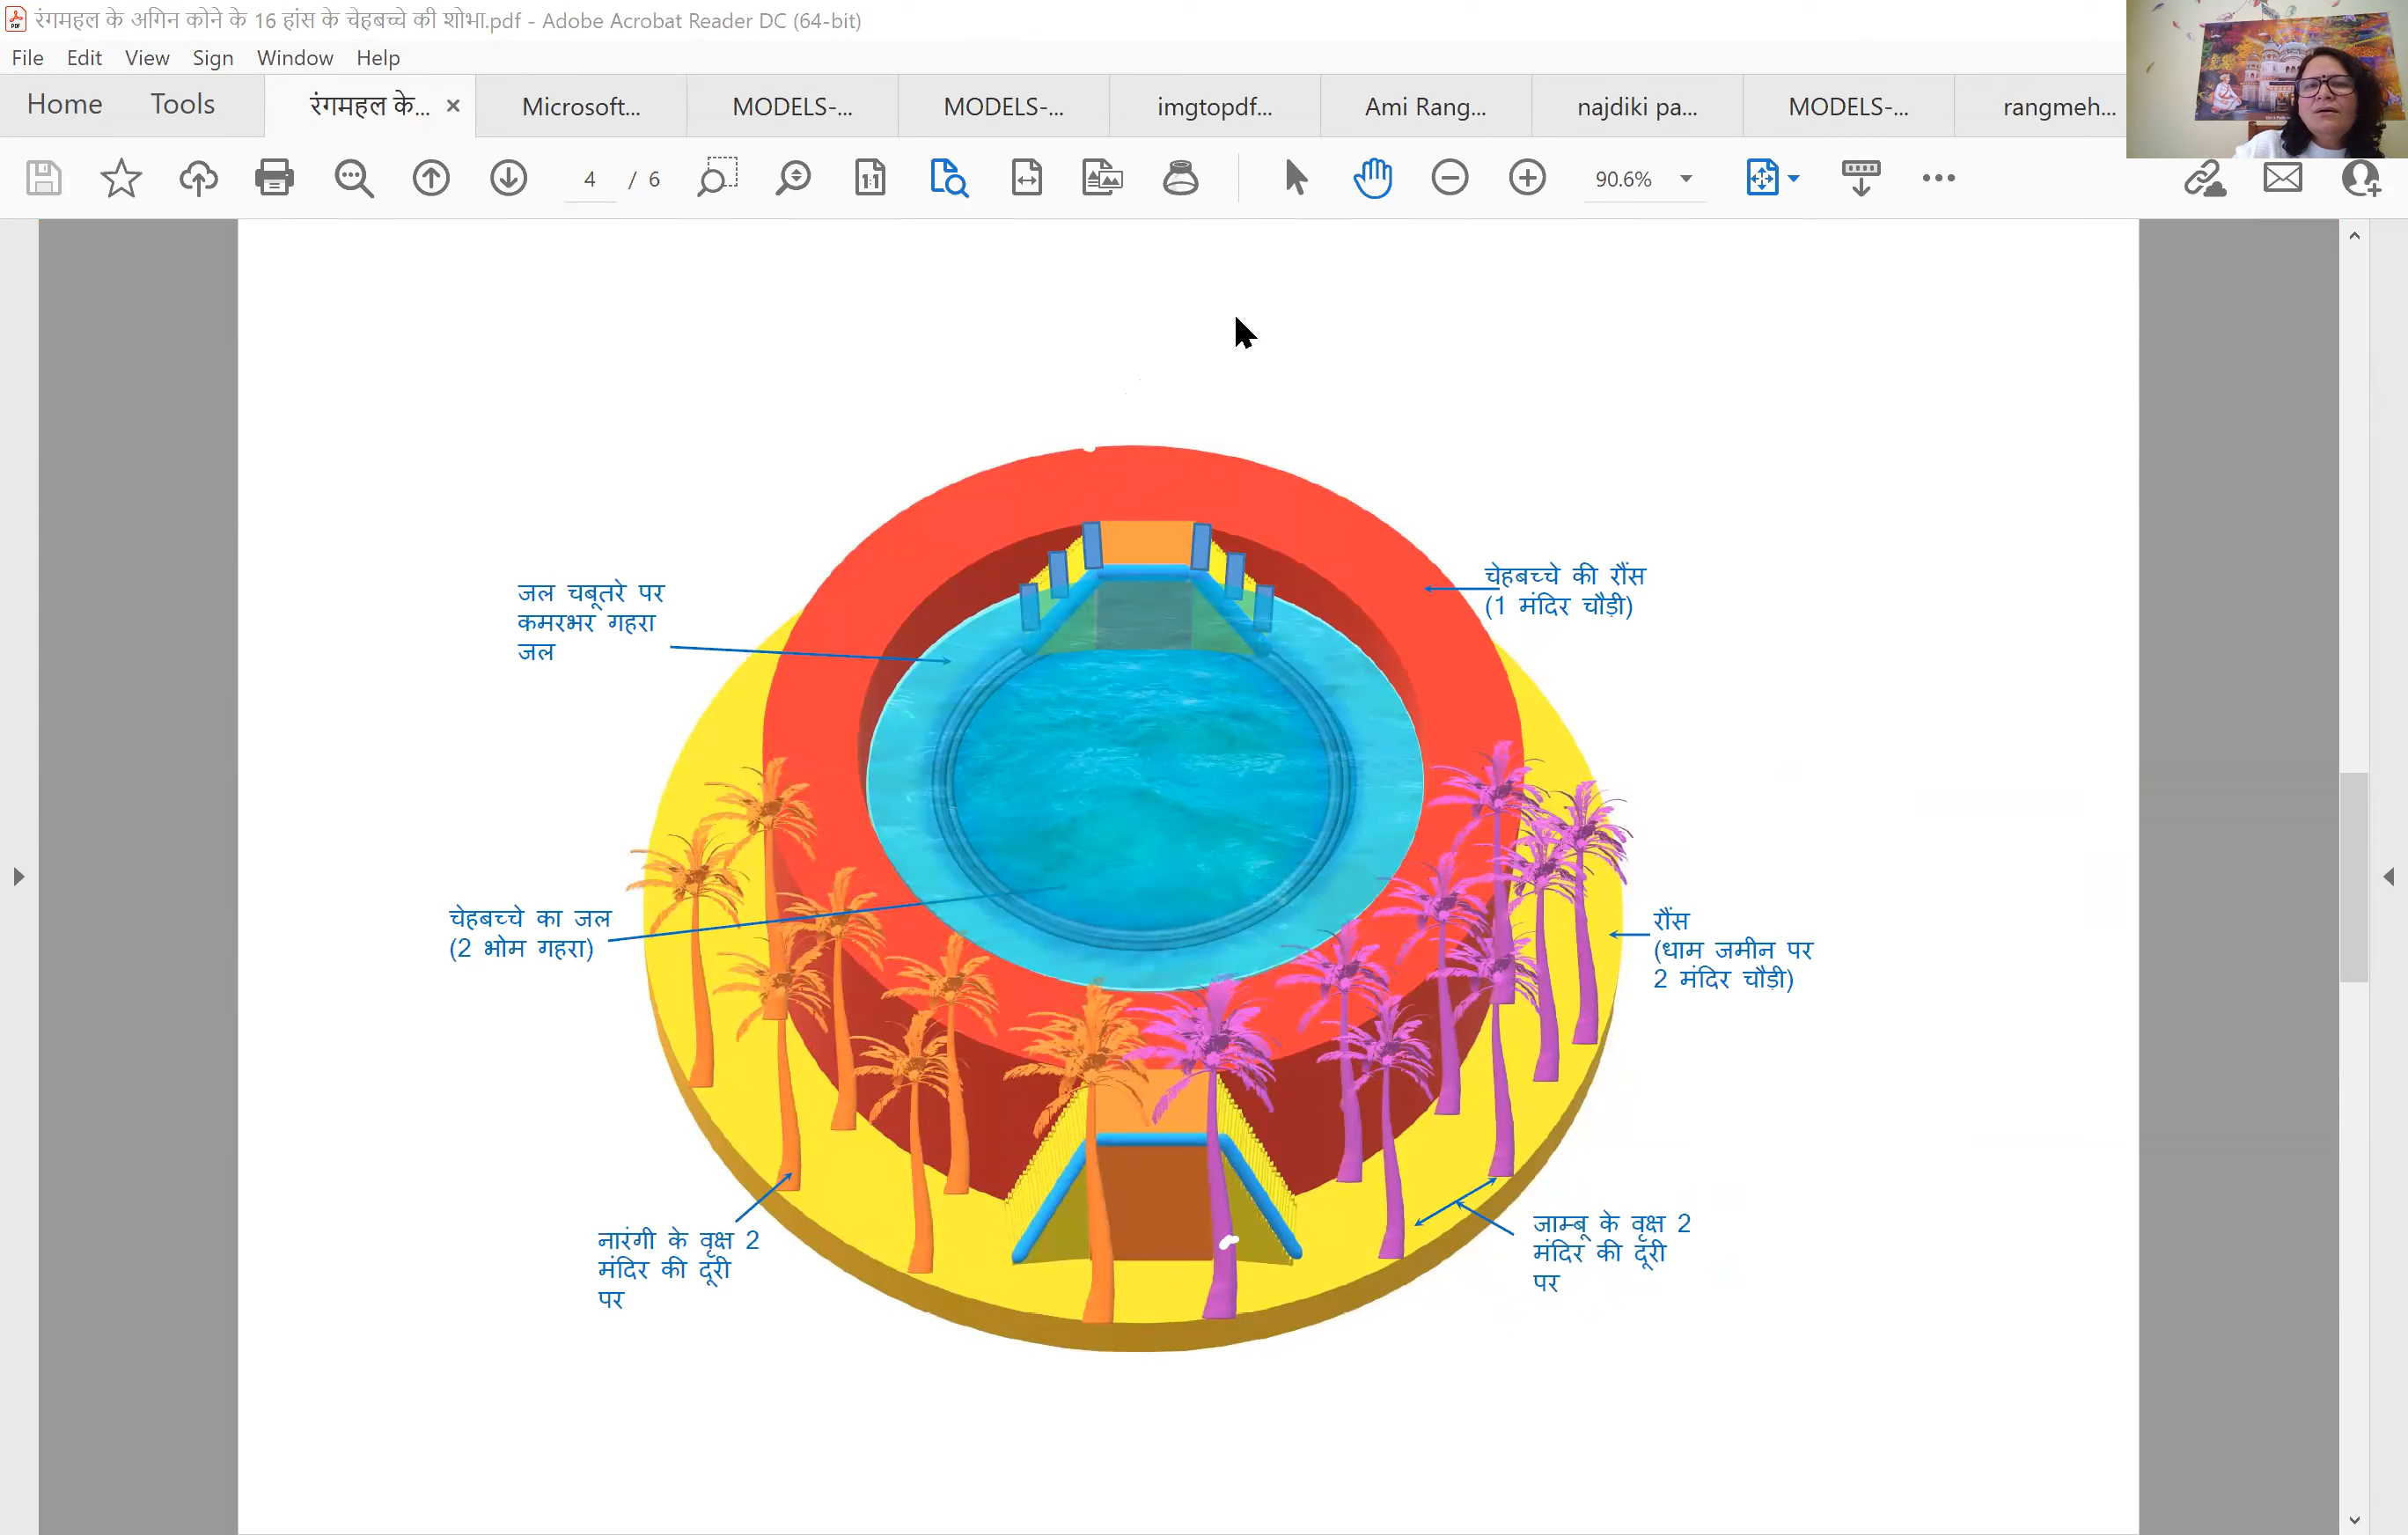 रंगमहल के अगिन कोने के 16 हांस के चेहबच्चे की शोभा.pdf - Adobe Acrobat Reader DC (64-bit)
File Edit View Sign Window Help
Home Tools रंगमहल के... Microsoft... MODELS-... MODELS-... imgtopdf... Ami Rang... najdiki pa... MODELS-... rangmeh...
4 / 6 90.6%
चेहबच्चे की रौंस
(1 मंदिर चौड़ी)
जल चबूतरे पर
कमरभर गहरा
जल
चेहबच्चे का जल
(2 भोम गहरा)
रौंस
(धाम जमीन पर
2 मंदिर चौड़ी)
नारंगी के वृक्ष 2
मंदिर की दूरी
पर
जाम्बू के वृक्ष 2
मंदिर की दूरी
पर